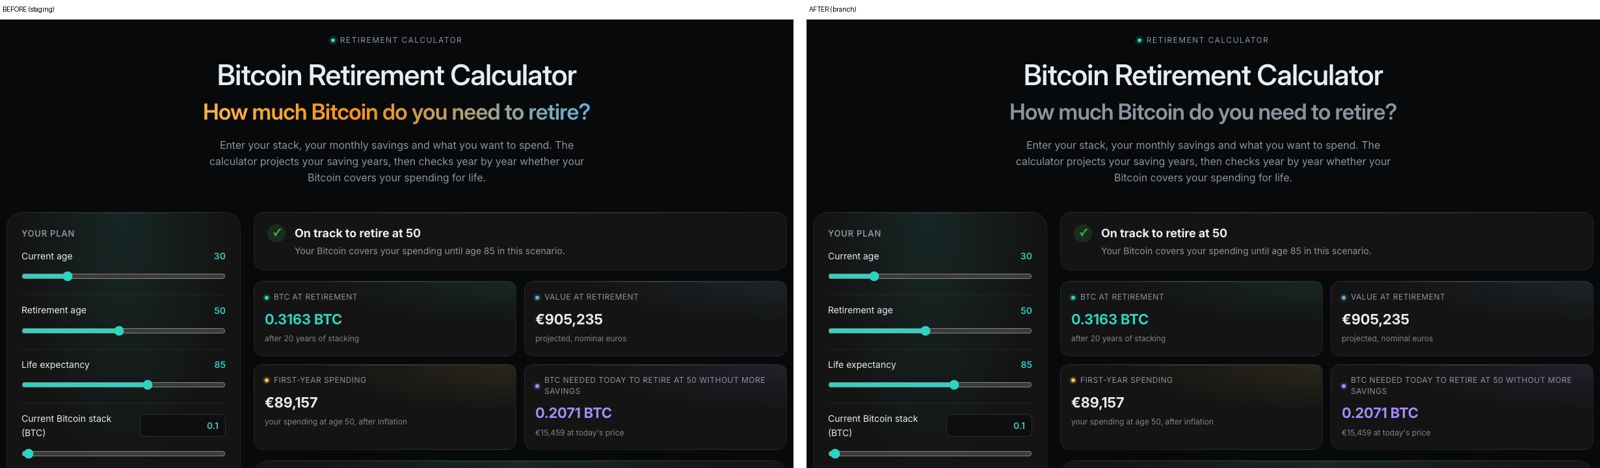 BEFORE (staging)
RETIREMENT CALCULATOR
Bitcoin Retirement Calculator
How much Bitcoin do you need to retire?
Enter your stack, your monthly savings and what you want to spend. The
calculator projects your saving years, then checks year by year whether your
Bitcoin covers your spending for life.
YOUR PLAN
Current age 30
Retirement age 50
Life expectancy 85
Current Bitcoin stack
(BTC) 0.1
✓ On track to retire at 50
Your Bitcoin covers your spending until age 85 in this scenario.
BTC AT RETIREMENT
0.3163 BTC
after 20 years of stacking
VALUE AT RETIREMENT
€905,235
projected, nominal euros
FIRST-YEAR SPENDING
€89,157
your spending at age 50, after inflation
BTC NEEDED TODAY TO RETIRE AT 50 WITHOUT MORE
SAVINGS
0.2071 BTC
€15,459 at today's price
AFTER (branch)
RETIREMENT CALCULATOR
Bitcoin Retirement Calculator
How much Bitcoin do you need to retire?
Enter your stack, your monthly savings and what you want to spend. The
calculator projects your saving years, then checks year by year whether your
Bitcoin covers your spending for life.
YOUR PLAN
Current age 30
Retirement age 50
Life expectancy 85
Current Bitcoin stack
(BTC) 0.1
✓ On track to retire at 50
Your Bitcoin covers your spending until age 85 in this scenario.
BTC AT RETIREMENT
0.3163 BTC
after 20 years of stacking
VALUE AT RETIREMENT
€905,235
projected, nominal euros
FIRST-YEAR SPENDING
€89,157
your spending at age 50, after inflation
BTC NEEDED TODAY TO RETIRE AT 50 WITHOUT MORE
SAVINGS
0.2071 BTC
€15,459 at today's price